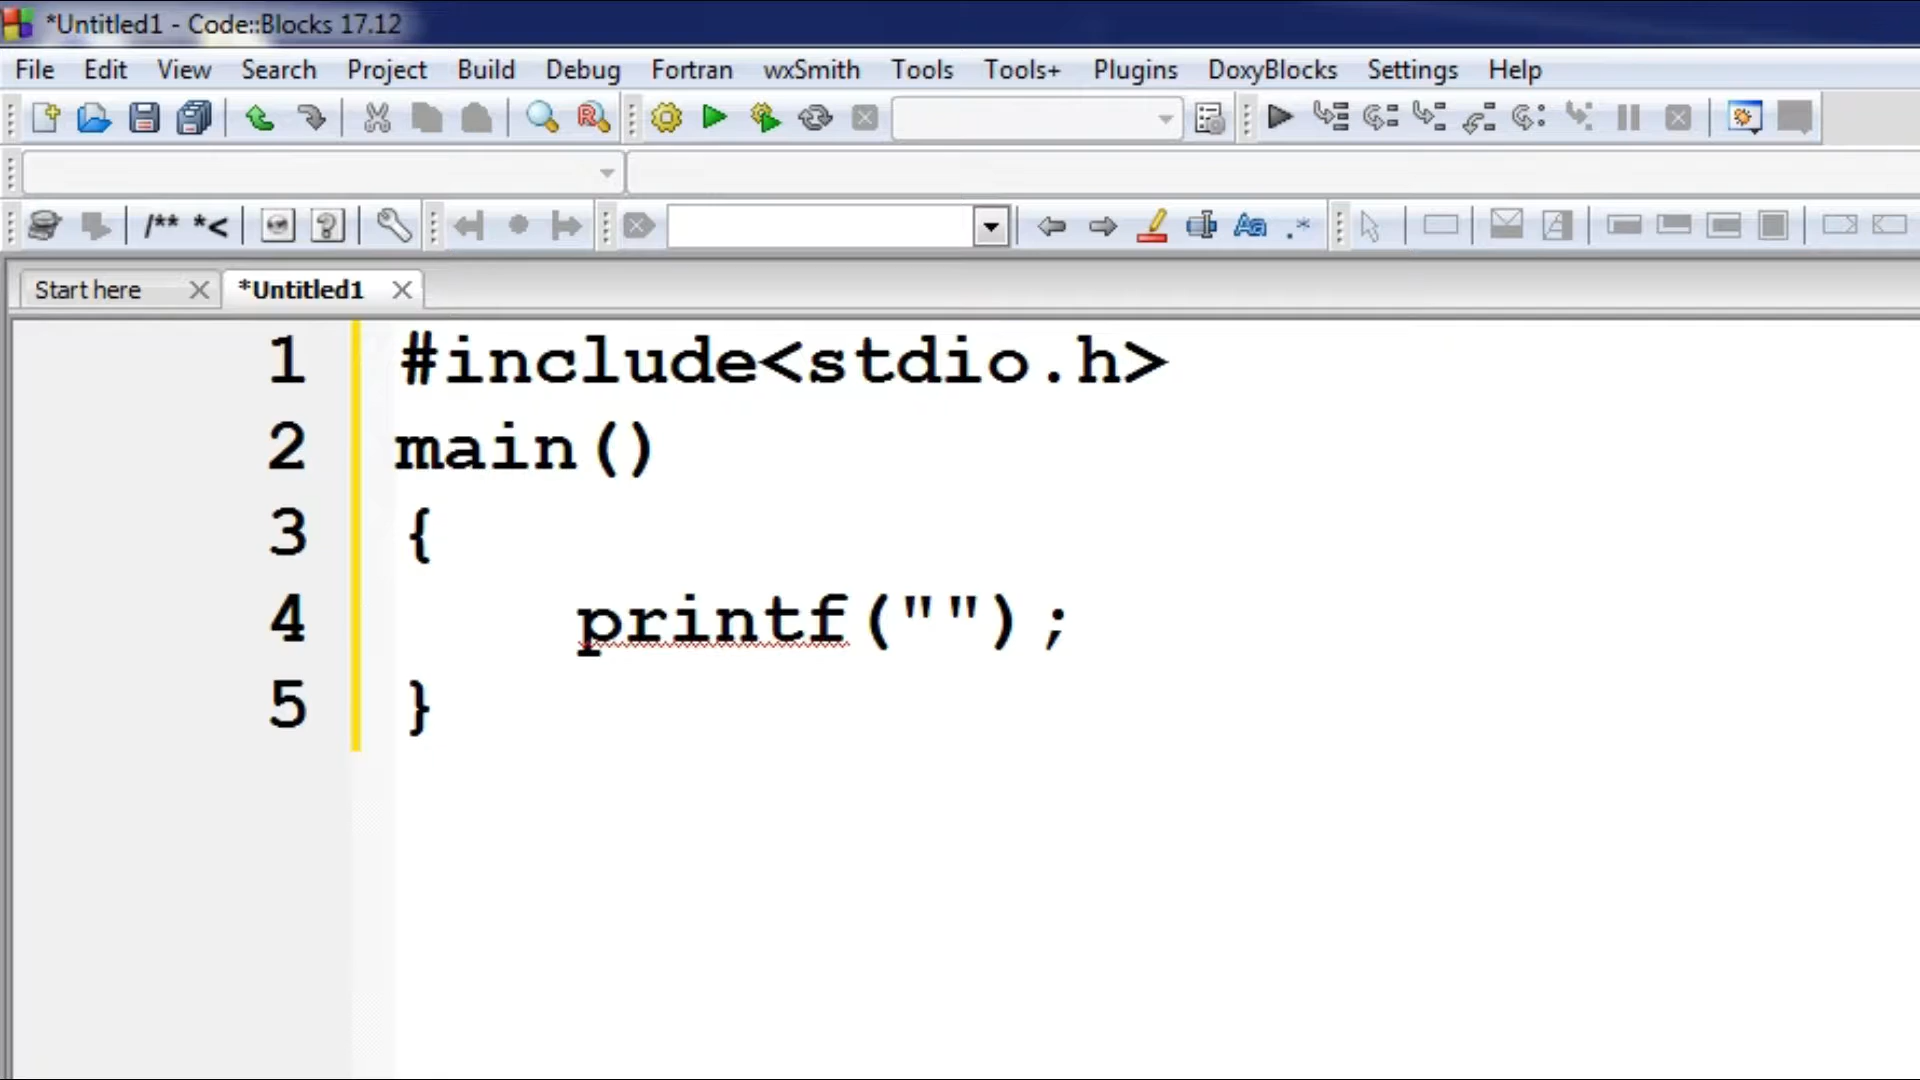 *Untitled1 - Code::Blocks 17.12
File Edit View Search Project Build Debug Fortran wxSmith Tools Tools+ Plugins DoxyBlocks Settings Help
/** *<
Start here *Untitled1
1 #include<stdio.h>
2 main()
3 {
4 printf("");
5 }